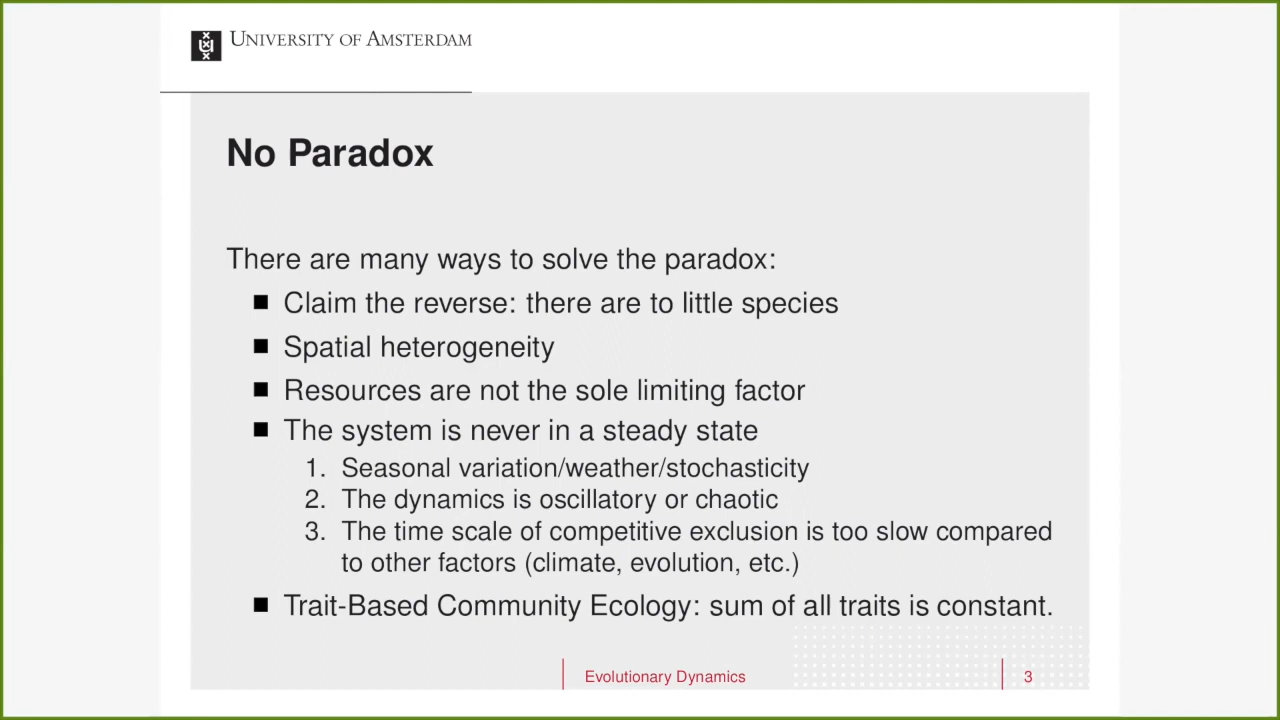 UNIVERSITY OF AMSTERDAM
No Paradox
There are many ways to solve the paradox:
■ Claim the reverse: there are to little species
■ Spatial heterogeneity
■ Resources are not the sole limiting factor
■ The system is never in a steady state
1. Seasonal variation/weather/stochasticity
2. The dynamics is oscillatory or chaotic
3. The time scale of competitive exclusion is too slow compared
to other factors (climate, evolution, etc.)
■ Trait-Based Community Ecology: sum of all traits is constant.
Evolutionary Dynamics
3